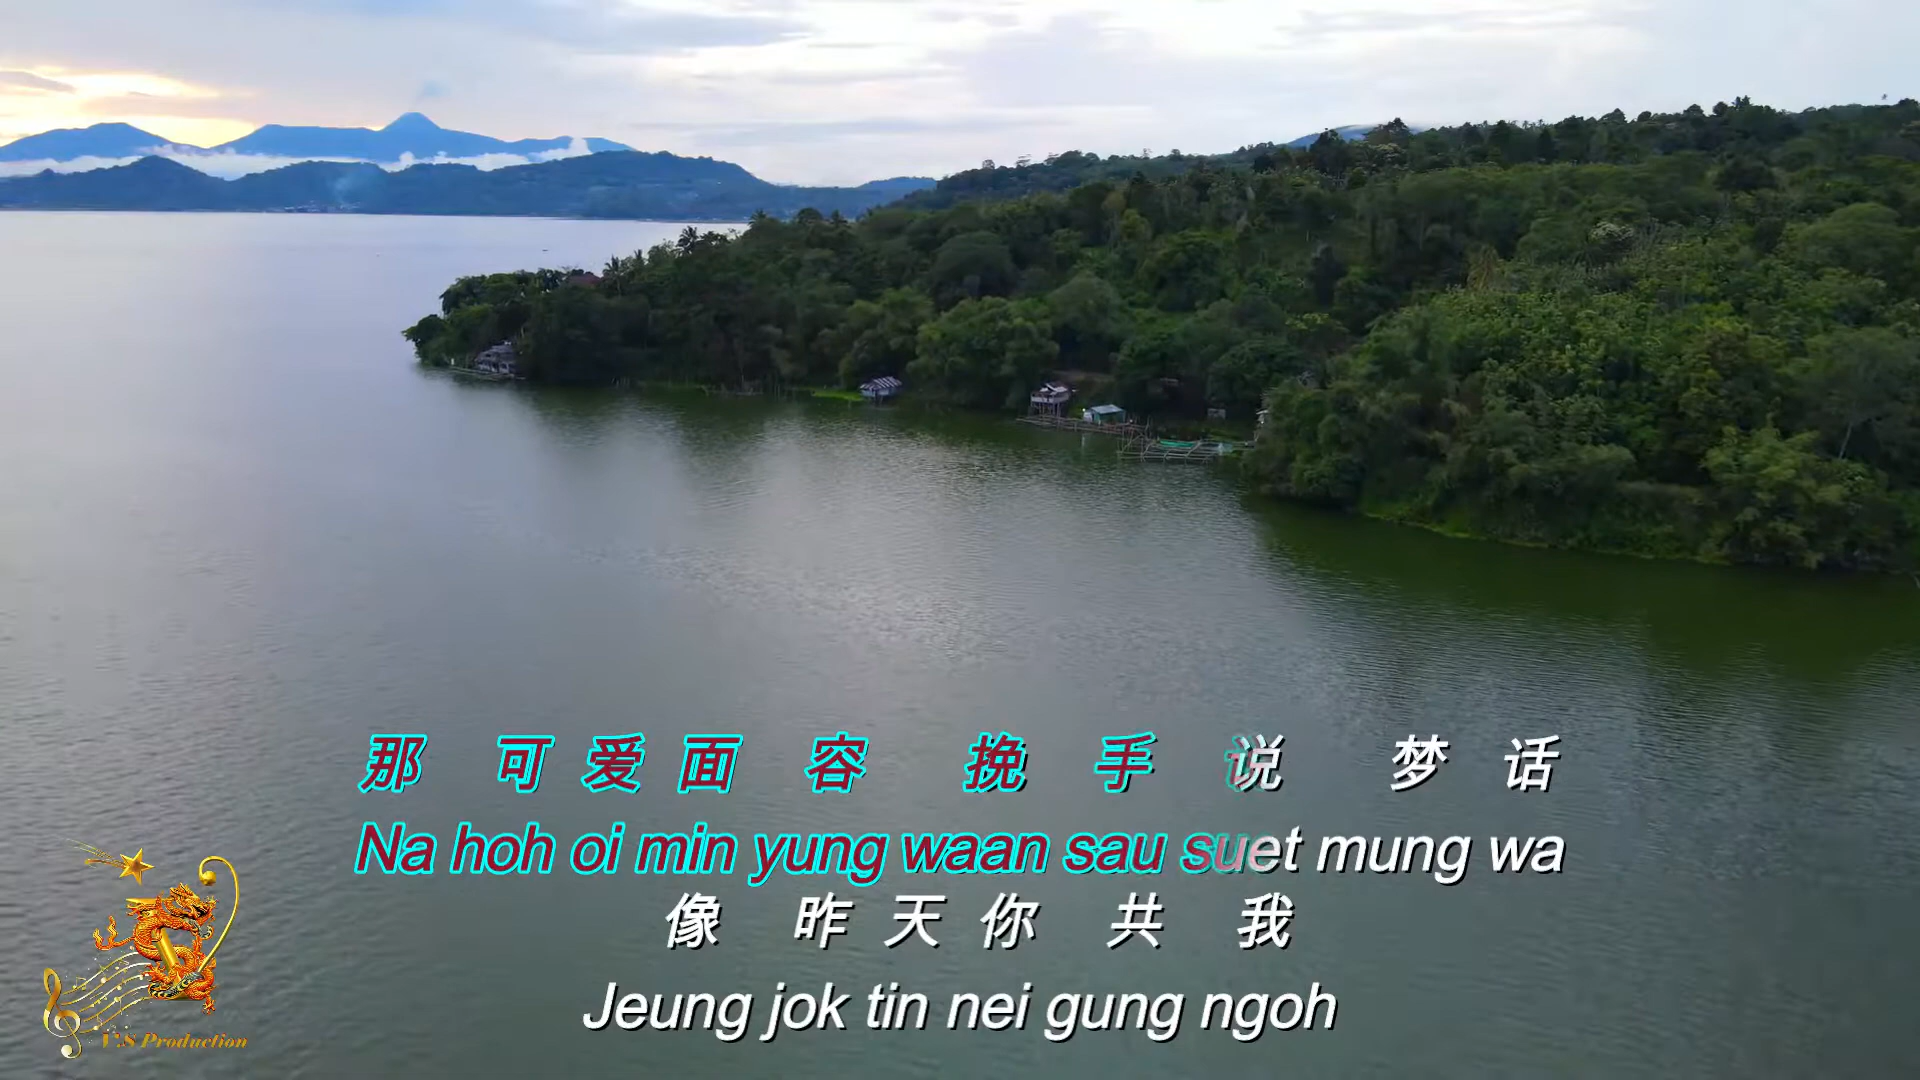 那 可 爱 面 容 挽 手 说 梦 话
Na hoh oi min yung waan sau suet mung wa
像 昨 天 你 共 我
Jeung jok tin nei gung ngoh
V.S Production